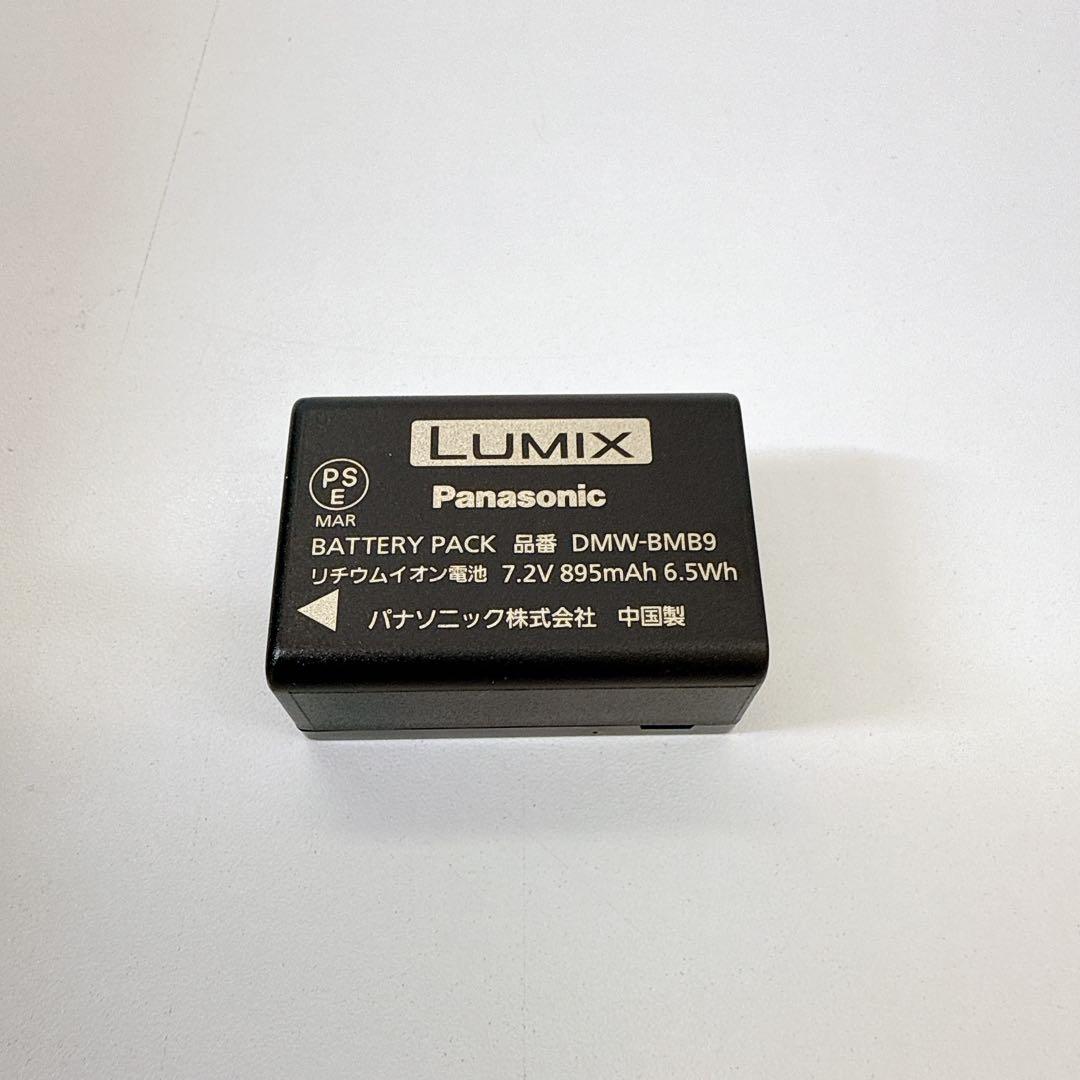 LUMIX
Panasonic
PS
E
MAR
BATTERY PACK 品番 DMW-BMB9
リチウムイオン電池 7.2V 895mAh 6.5Wh
パナソニック株式会社 中国製